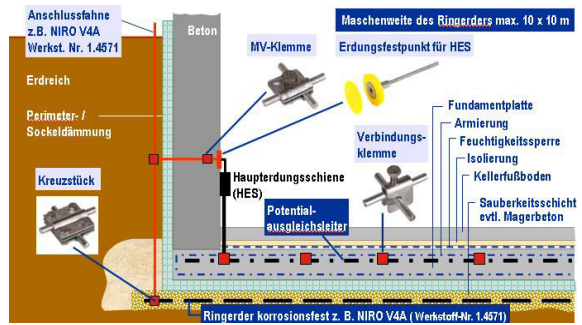 Anschlussfahne
z.B. NIRO V4A
Werkst. Nr. 1.4571
Beton
Maschenweite des Ringerders max. 10 x 10 m
MV-Klemme
Erdungsfestpunkt für HES
Erdreich
Perimeter- /
Sockeldämmung
Fundamentplatte
Armierung
Feuchtigkeitssperre
Isolierung
Kellerfußboden
Verbindungs-
klemme
Kreuzstück
Haupterdungsschiene
(HES)
Sauberkeitsschicht
evtl. Magerbeton
Potential-
ausgleichsleiter
Ringerder korrosionsfest z. B. NIRO V4A ( Werkstoff-Nr. 1.4571)